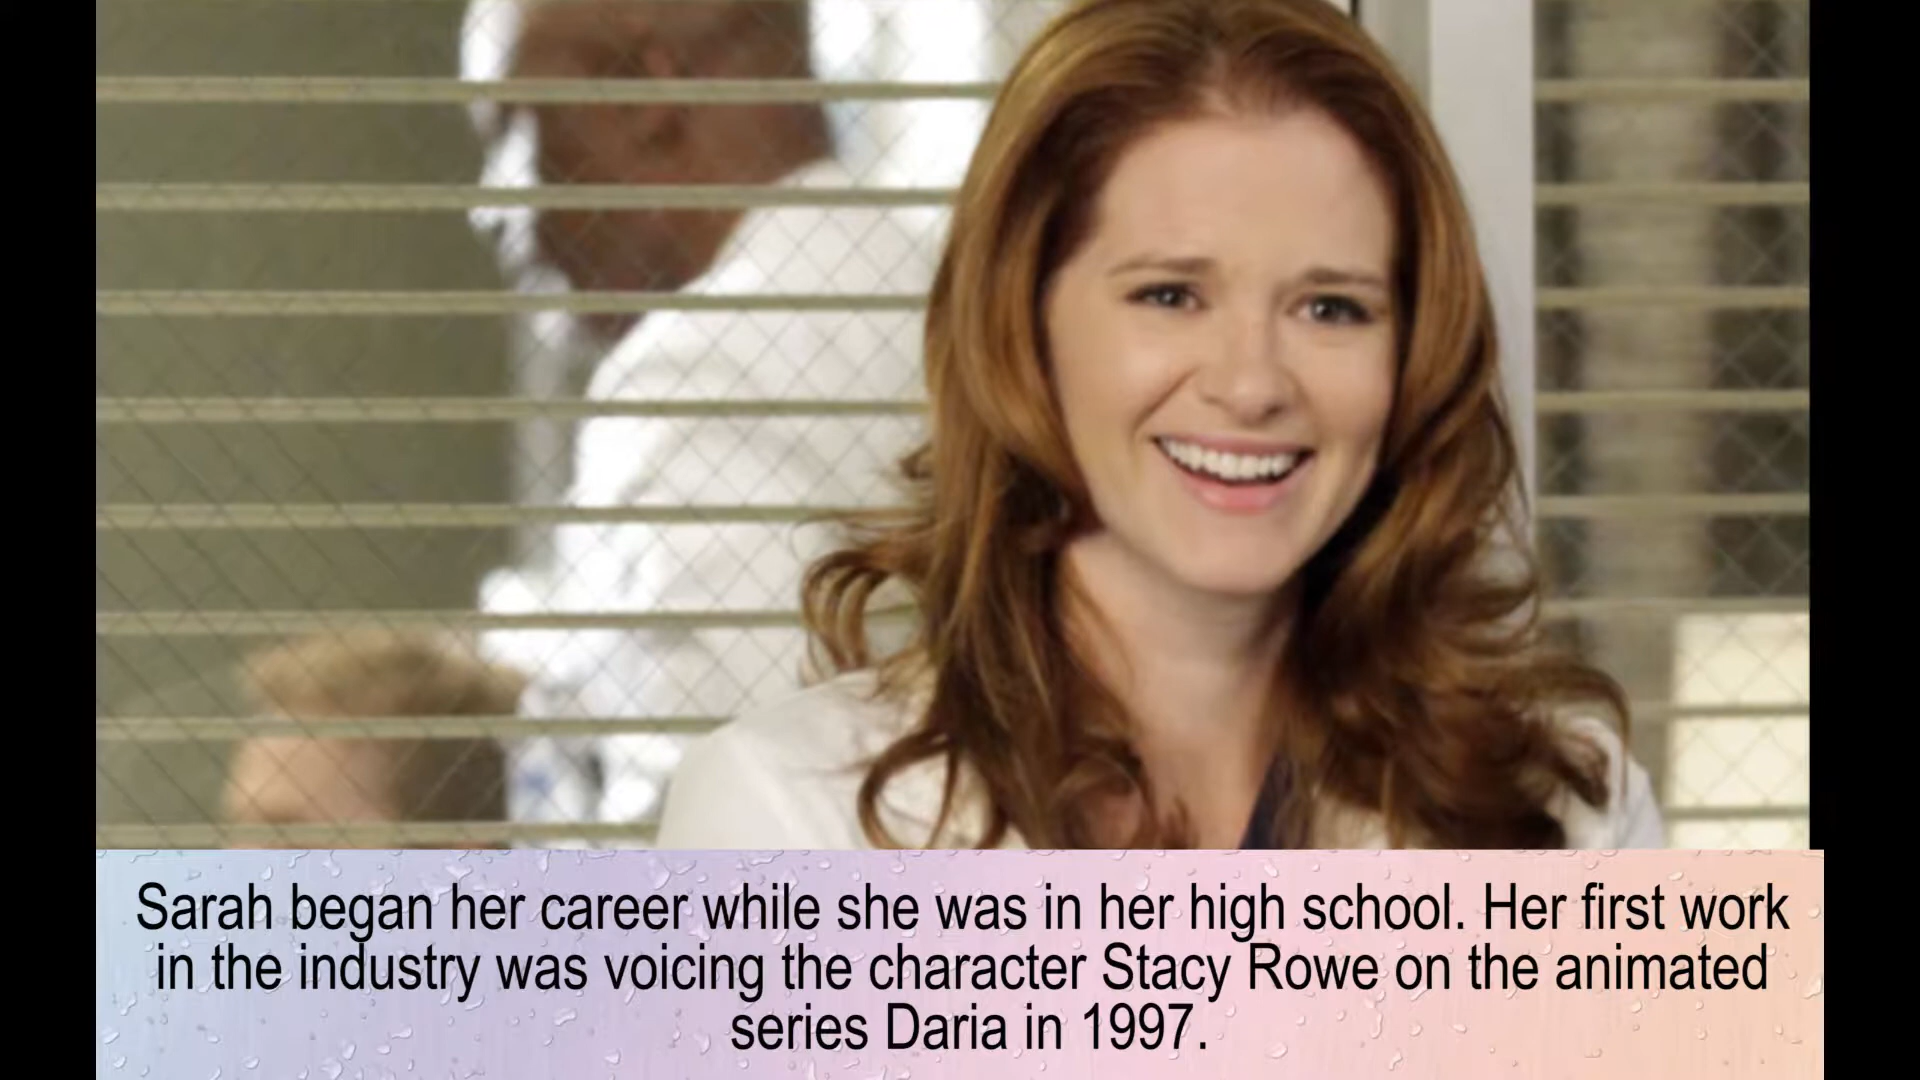 Sarah began her career while she was in her high school. Her first work
in the industry was voicing the character Stacy Rowe on the animated
series Daria in 1997.